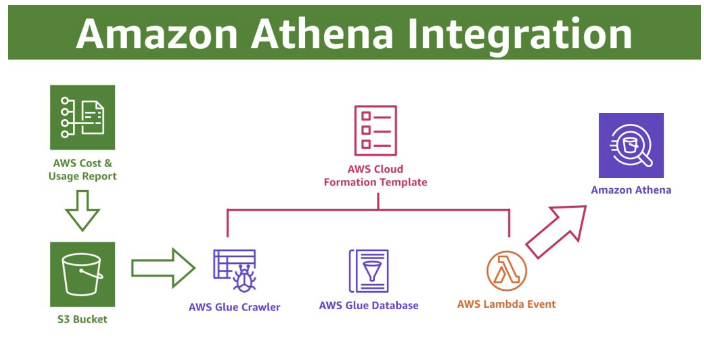 Amazon Athena Integration
AWS Cost &
Usage Report
AWS Cloud
Formation Template
Amazon Athena
S3 Bucket
AWS Glue Crawler
AWS Glue Database
AWS Lambda Event